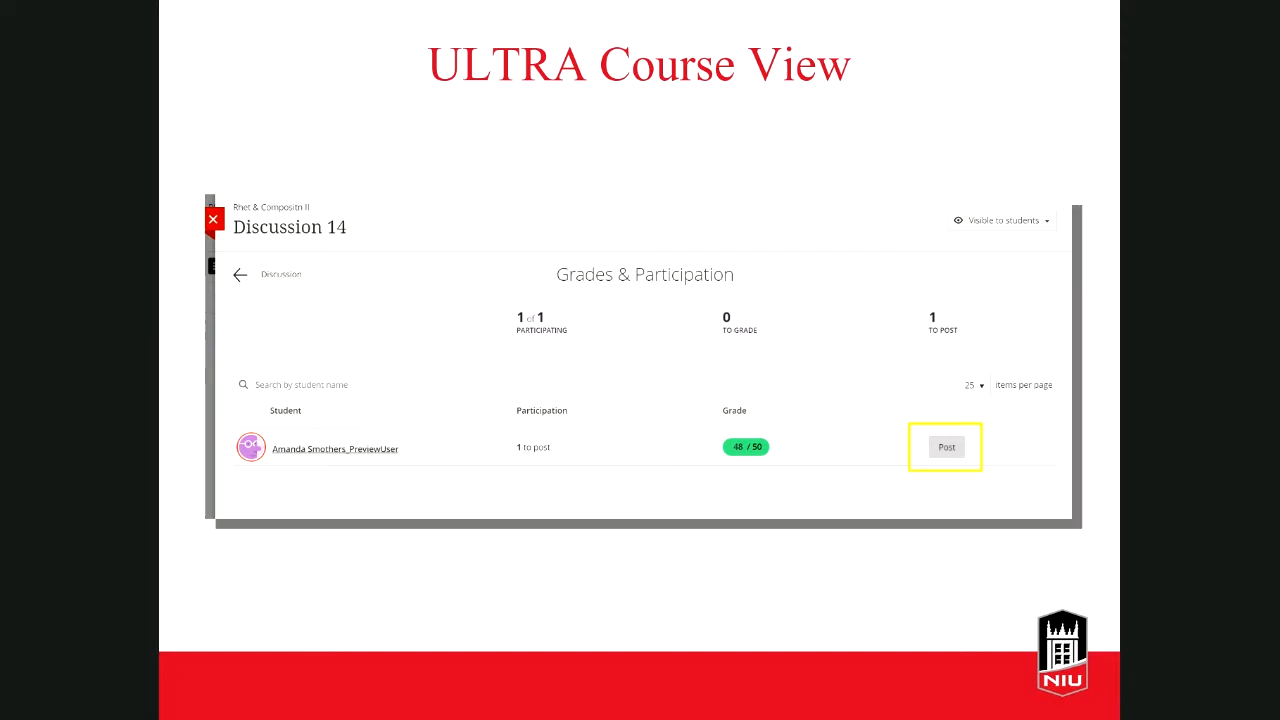 ULTRA Course View
Rhet & Compositn II
Discussion 14
Visible to students
Discussion
Grades & Participation
1 of 1
PARTICIPATING
0
TO GRADE
1
TO POST
Search by student name
25 items per page
Student Participation Grade
Amanda Smothers_PreviewUser 1 to post 48 / 50 Post
NIU